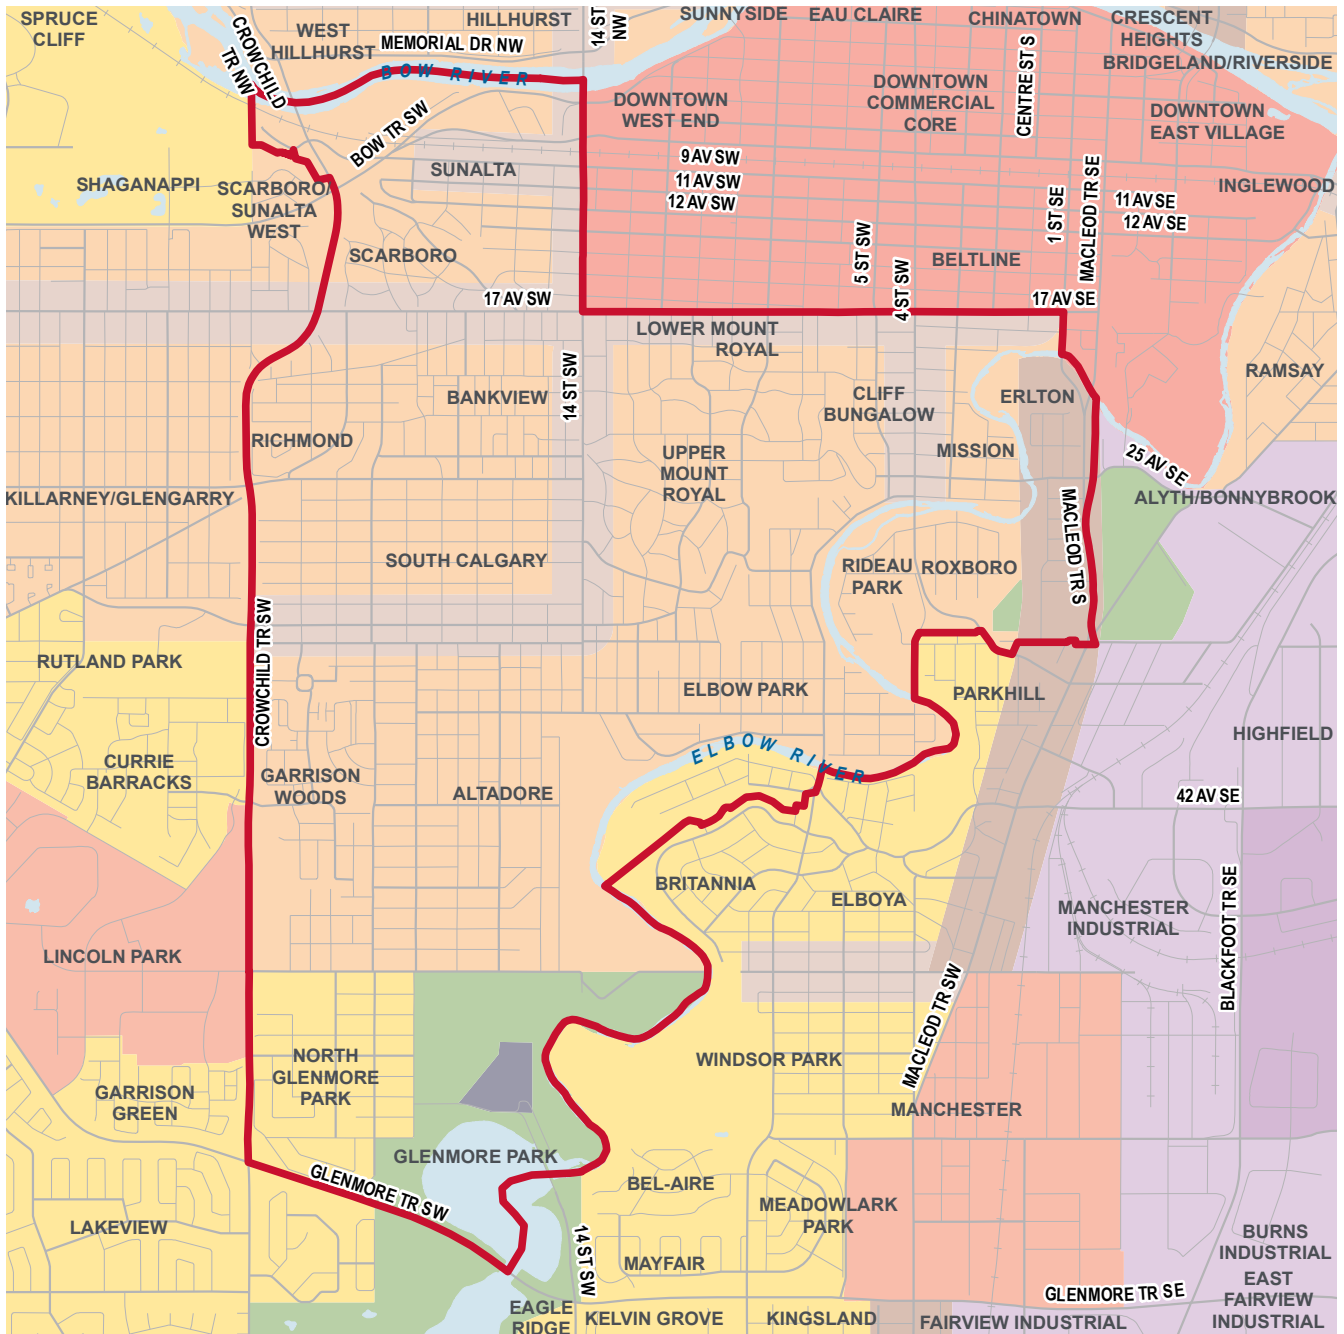 SPRUCE
CLIFF
CROWCHILD
TR NW
WEST
HILLHURST
HILLHURST
MEMORIAL DR NW
14 ST
NW
SUNNYSIDE
EAU CLAIRE
CHINATOWN
CRESCENT
HEIGHTS
BRIDGELAND/RIVERSIDE
BOW RIVER
BOW TR SW
DOWNTOWN
WEST END
DOWNTOWN
COMMERCIAL
CORE
CENTRE ST S
DOWNTOWN
EAST VILLAGE
9 AV SW
11 AV SW
12 AV SW
SUNALTA
SHAGANAPPI
SCARBORO/
SUNALTA
WEST
SCARBORO
INGLEWOOD
11 AV SE
12 AV SE
1 ST SE
MACLEOD TR SE
5 ST SW
4 ST SW
BELTLINE
17 AV SW
17 AV SE
LOWER MOUNT
ROYAL
14 ST SW
BANKVIEW
CLIFF
BUNGALOW
ERLTON
RAMSAY
RICHMOND
UPPER
MOUNT
ROYAL
MISSION
25 AV SE
KILLARNEY/GLENGARRY
ALYTH/BONNYBROOK
MACLEOD TR S
SOUTH CALGARY
RIDEAU
PARK
ROXBORO
CROWCHILD TR SW
RUTLAND PARK
ELBOW PARK
PARKHILL
HIGHFIELD
CURRIE
BARRACKS
GARRISON
WOODS
ALTADORE
ELBOW RIVER
42 AV SE
BRITANNIA
ELBOYA
BLACKFOOT TR SE
MANCHESTER
INDUSTRIAL
LINCOLN PARK
MACLEOD TR SW
NORTH
GLENMORE
PARK
WINDSOR PARK
GARRISON
GREEN
MANCHESTER
GLENMORE PARK
GLENMORE TR SW
BEL-AIRE
MEADOWLARK
PARK
LAKEVIEW
14 ST SW
MAYFAIR
BURNS
INDUSTRIAL
GLENMORE TR SE
EAST
FAIRVIEW
INDUSTRIAL
EAGLE
RIDGE
KELVIN GROVE
KINGSLAND
FAIRVIEW INDUSTRIAL